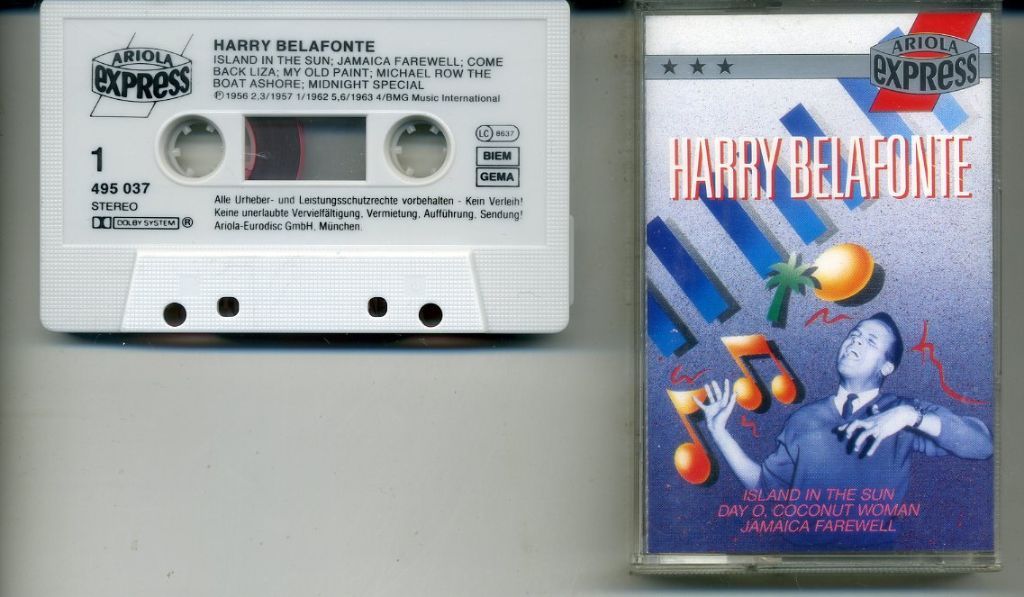 ARIOLA
EXPRESS
HARRY BELAFONTE
ISLAND IN THE SUN; JAMAICA FAREWELL; COME
BACK LIZA; MY OLD PAINT; MICHAEL ROW THE
BOAT ASHORE; MIDNIGHT SPECIAL
Ⓟ 1956 2,3/1957 1/1962 5,6/1963 4/BMG Music International
1
495 037
STEREO
DOLBY SYSTEM ®
LC 8637
BIEM
GEMA
Alle Urheber- und Leistungsschutzrechte vorbehalten - Kein Verleih!
Keine unerlaubte Vervielfältigung, Vermietung, Aufführung, Sendung!
Ariola-Eurodisc GmbH, München.
ARIOLA
EXPRESS
HARRY BELAFONTE
ISLAND IN THE SUN
DAY O, COCONUT WOMAN
JAMAICA FAREWELL